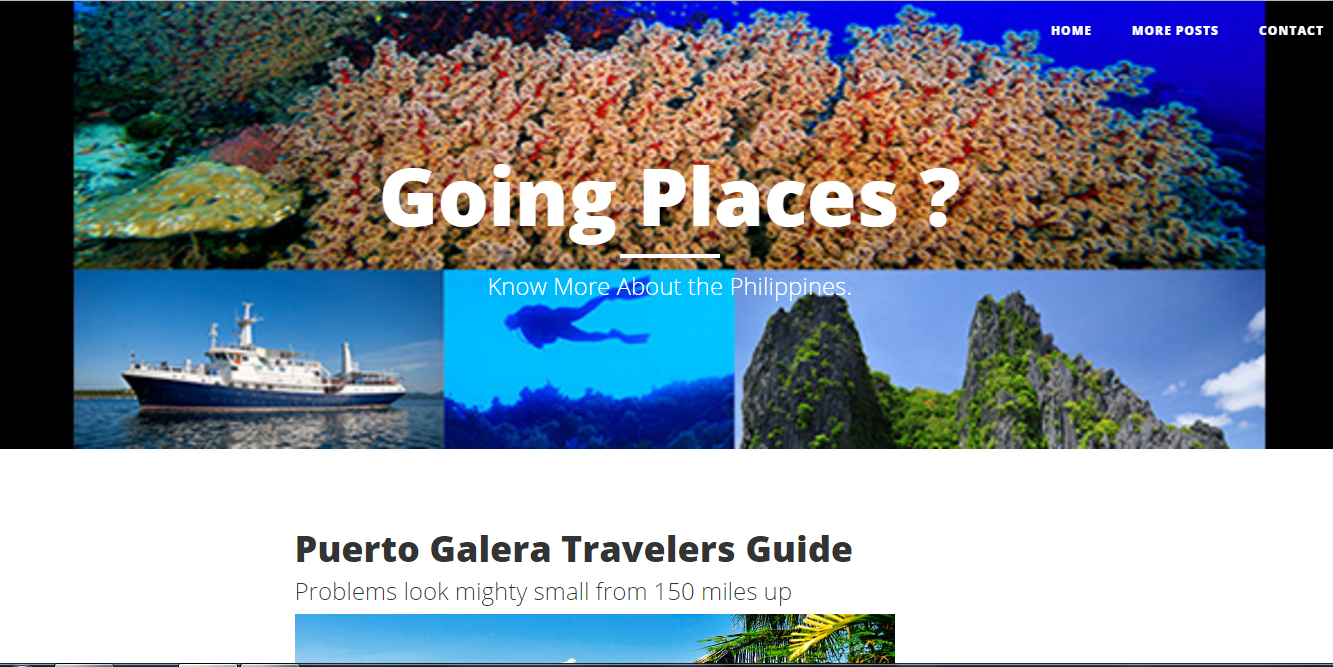 HOME MORE POSTS CONTACT
Going Places ?
Know More About the Philippines.
Puerto Galera Travelers Guide
Problems look mighty small from 150 miles up